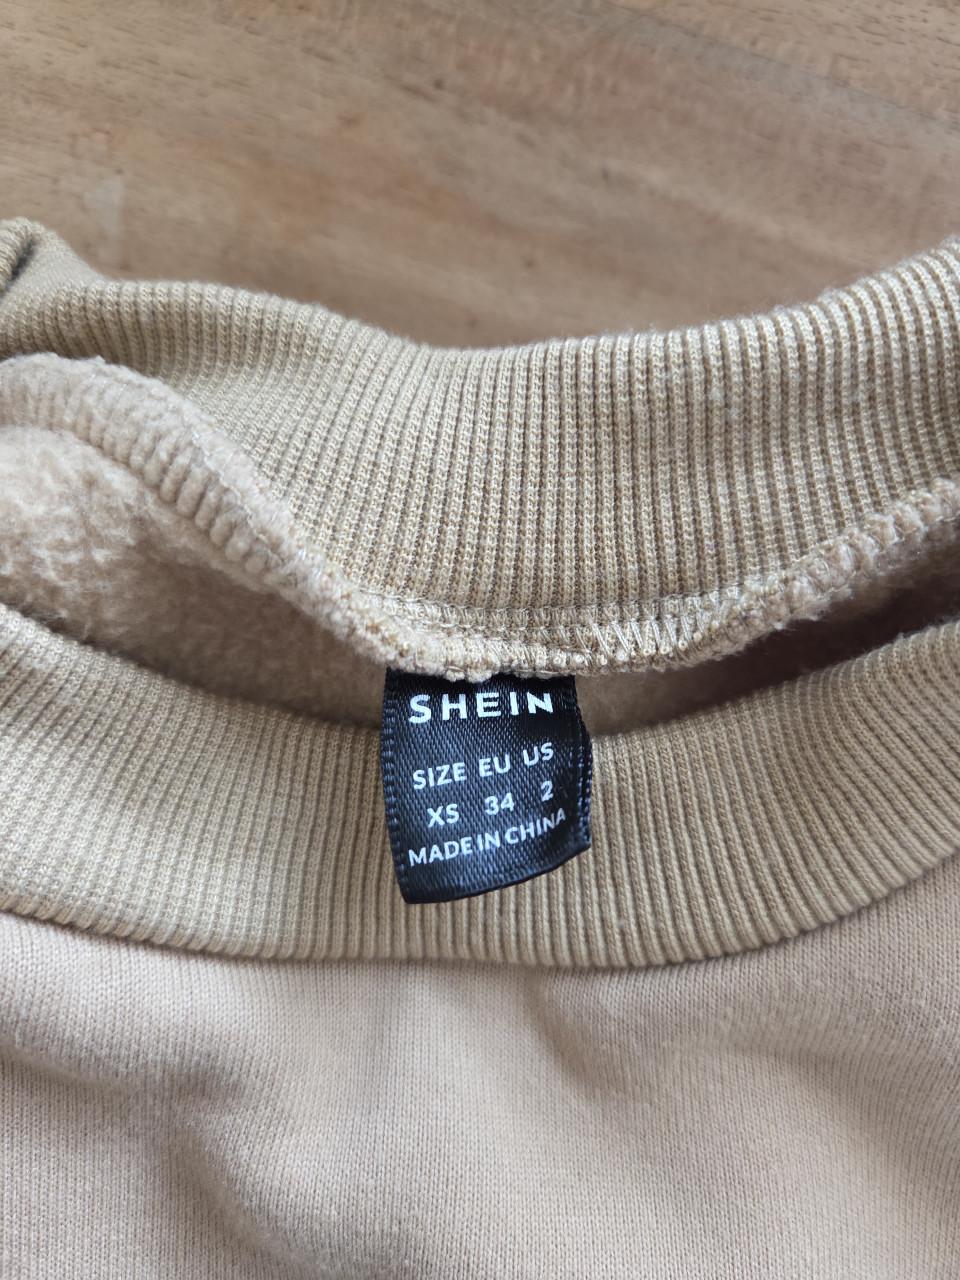 SHEIN
SIZE EU US
XS 34 2
MADE IN CHINA